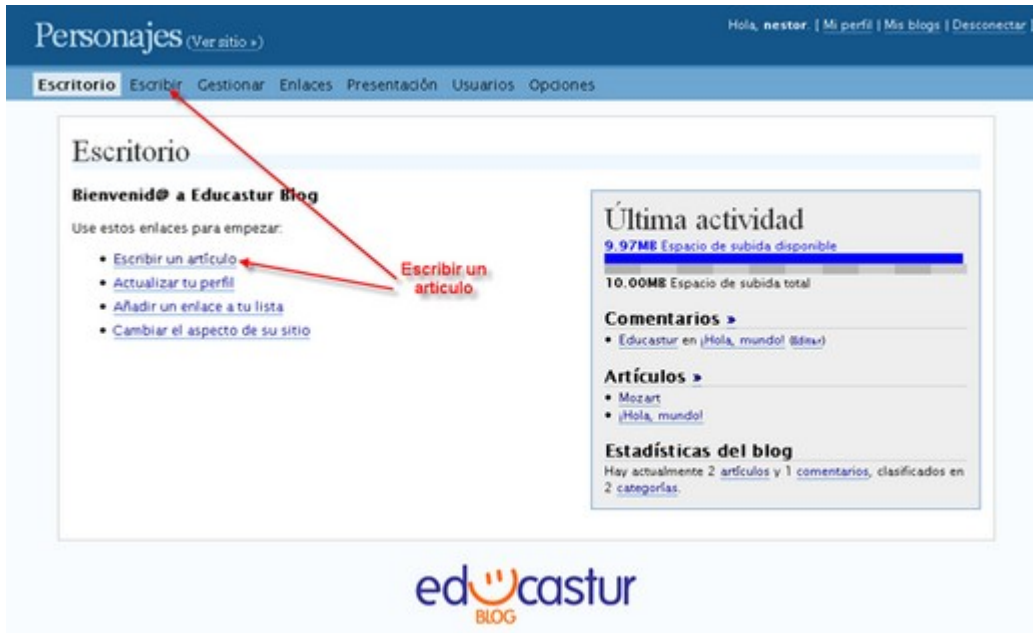 Personajes (Ver sitio »)
Hola, nestor. [ Mi perfil | Mis blogs | Desconectar ]
Escritorio Escribir Gestionar Enlaces Presentación Usuarios Opciones
Escritorio
Bienvenid@ a Educastur Blog
Use estos enlaces para empezar:
• Escribir un artículo
• Actualizar tu perfil
• Añadir un enlace a tu lista
• Cambiar el aspecto de su sitio
Escribir un
articulo
Última actividad
9.97MB Espacio de subida disponible
10.00MB Espacio de subida total
Comentarios »
• Educastur en ¡Hola, mundo! (Editar)
Artículos »
• Mozart
• ¡Hola, mundo!
Estadísticas del blog
Hay actualmente 2 artículos y 1 comentarios, clasificados en
2 categorías.
educastur
BLOG